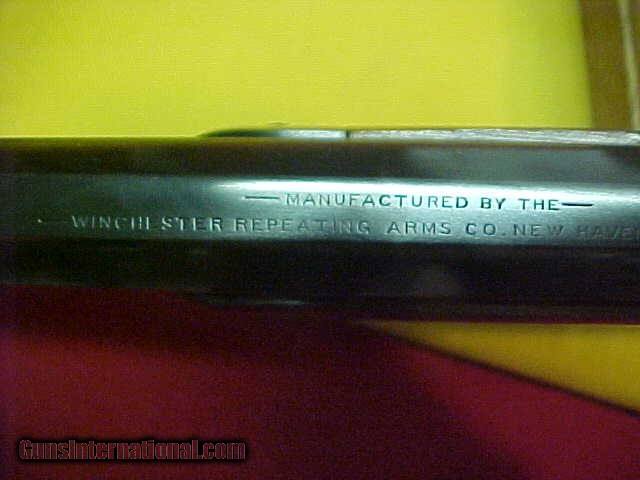 —MANUFACTURED BY THE—
—WINCHESTER REPEATING ARMS CO. NEW HAVE
GunsInternational.com